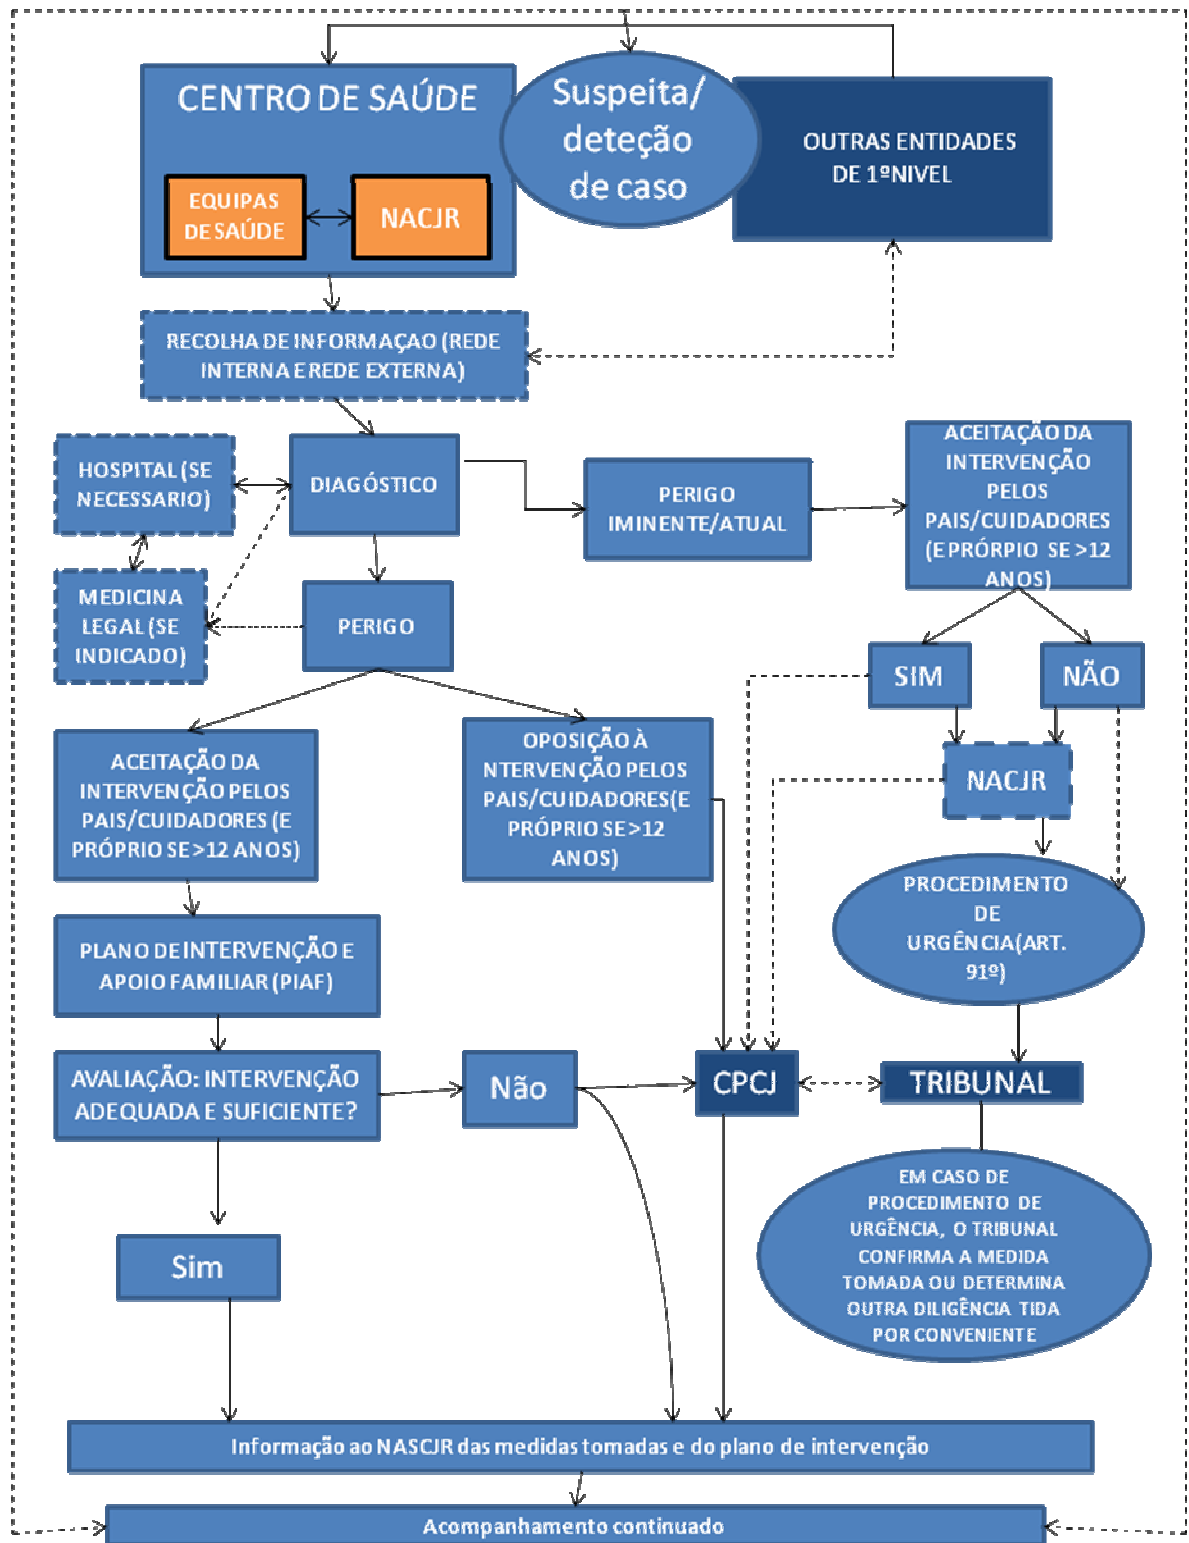 CENTRO DE SAÚDE
EQUIPAS
DE SAÚDE
NACJR
Suspeita/
deteção
de caso
OUTRAS ENTIDADES
DE 1ºNIVEL
RECOLHA DE INFORMAÇAO (REDE
INTERNA E REDE EXTERNA)
HOSPITAL (SE
NECESSARIO)
DIAGÓSTICO
PERIGO
IMINENTE/ATUAL
ACEITAÇÃO DA
INTERVENÇÃO
PELOS
PAIS/CUIDADORES
(E PRÓRPIO SE >12
ANOS)
MEDICINA
LEGAL (SE
INDICADO)
PERIGO
SIM
NÃO
ACEITAÇÃO DA
INTERVENÇÃO PELOS
PAIS/CUIDADORES (E
PRÓPRIO SE >12 ANOS)
OPOSIÇÃO À
NTERVENÇÃO PELOS
PAIS/CUIDADORES(E
PRÓPRIO SE >12
ANOS)
NACJR
PROCEDIMENTO
DE
URGÊNCIA(ART.
91º)
PLANO DE INTERVENÇÃO E
APOIO FAMILIAR (PIAF)
AVALIAÇÃO: INTERVENÇÃO
ADEQUADA E SUFICIENTE?
Não
CPCJ
TRIBUNAL
EM CASO DE
PROCEDIMENTO DE
URGÊNCIA, O TRIBUNAL
CONFIRMA A MEDIDA
TOMADA OU DETERMINA
OUTRA DILIGÊNCIA TIDA
POR CONVENIENTE
Sim
Informação ao NASCJR das medidas tomadas e do plano de intervenção
Acompanhamento continuado